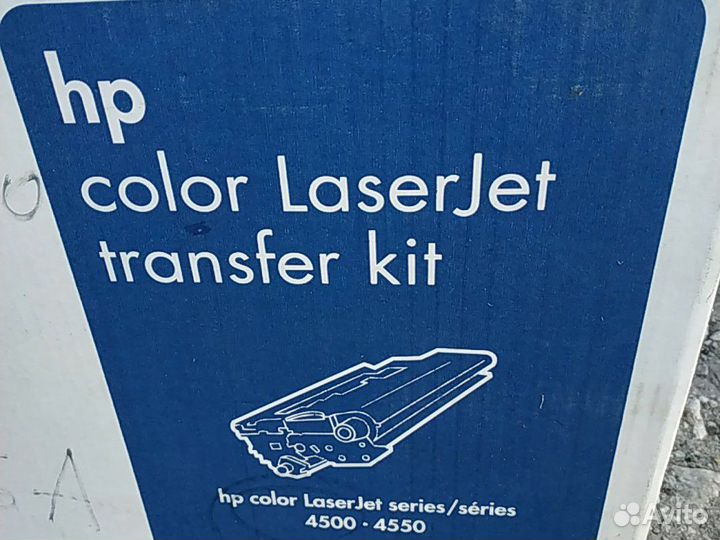 hp
color LaserJet
transfer kit
hp color LaserJet series/séries
4500 · 4550
A
Avito